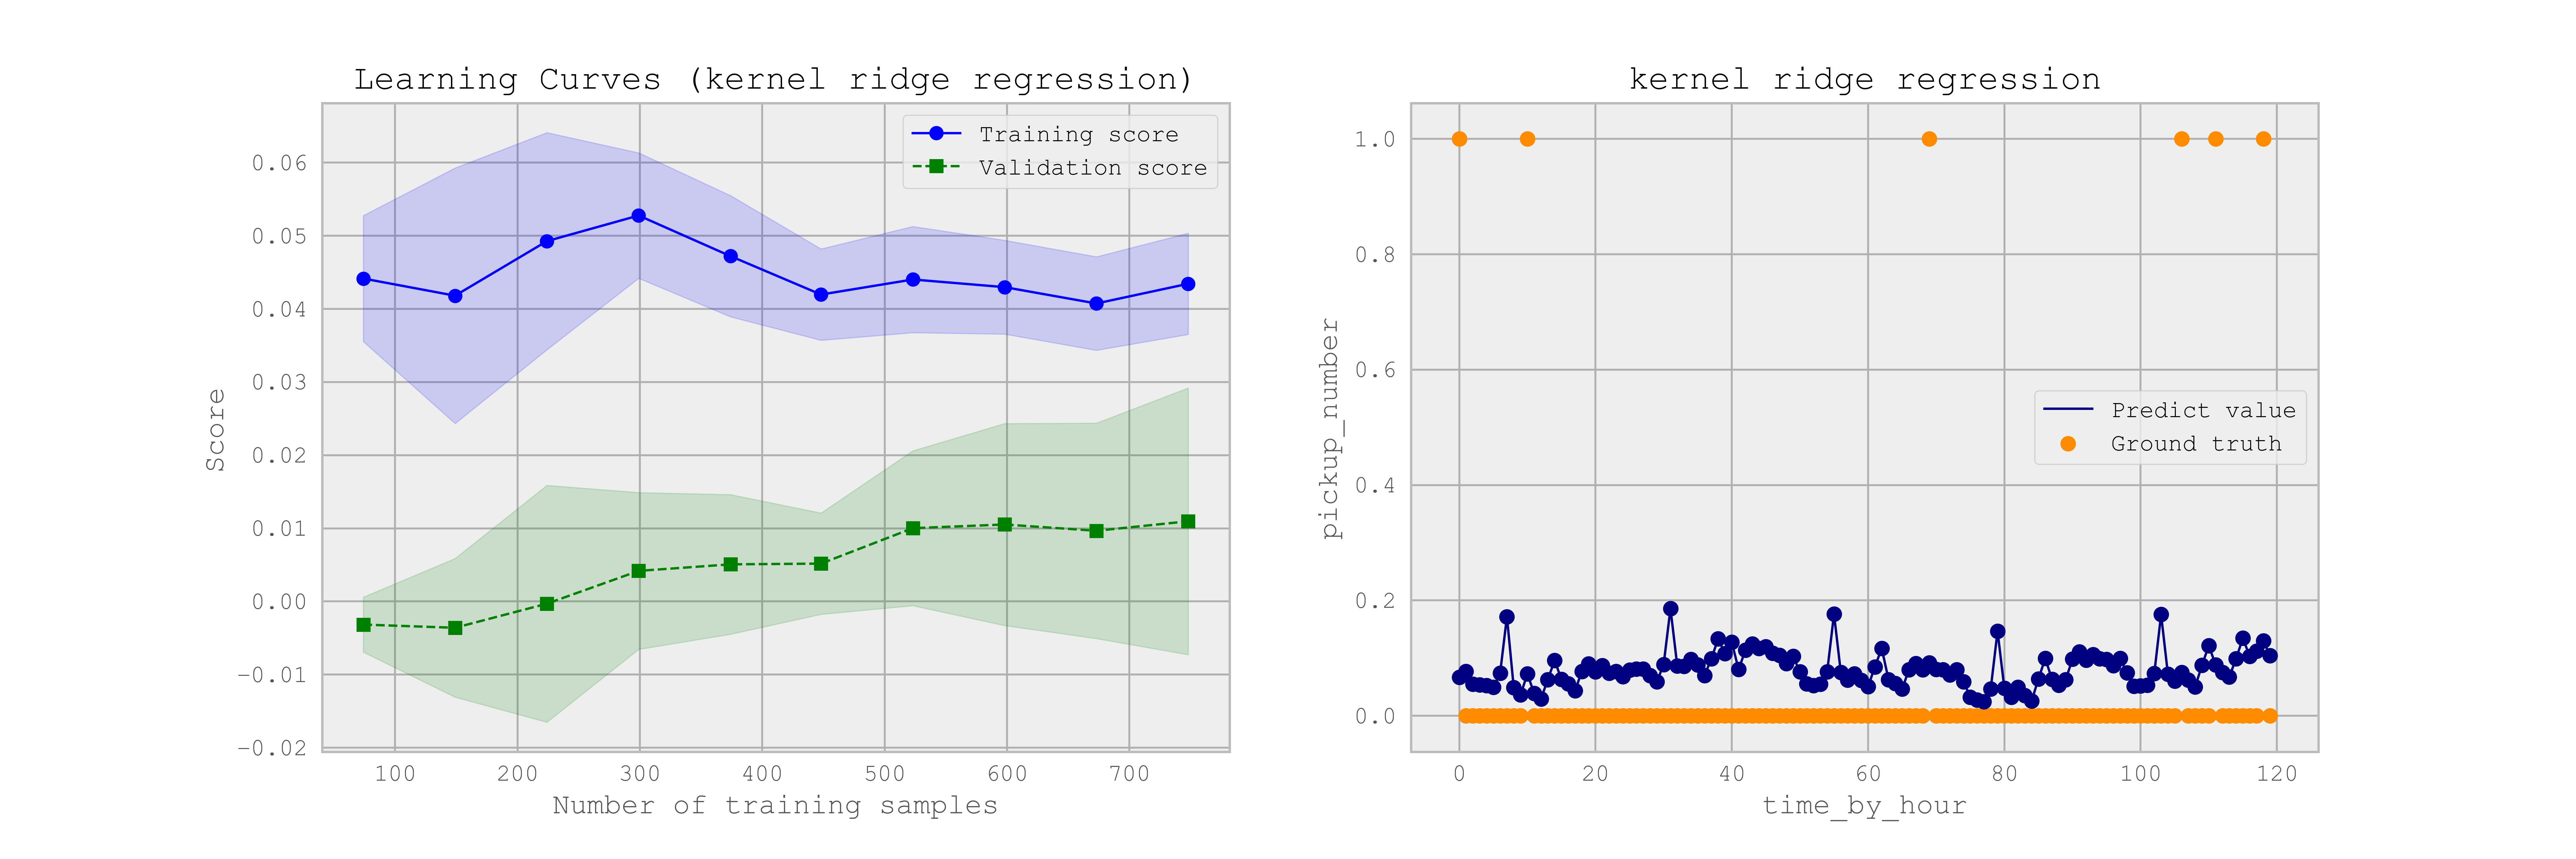 Learning Curves (kernel ridge regression)
Training score
Validation score
0.06
0.05
0.04
0.03
0.02
0.01
0.00
-0.01
-0.02
Score
100 200 300 400 500 600 700
Number of training samples
kernel ridge regression
1.0
0.8
0.6
0.4
0.2
0.0
pickup_number
Predict value
Ground truth
0 20 40 60 80 100 120
time_by_hour